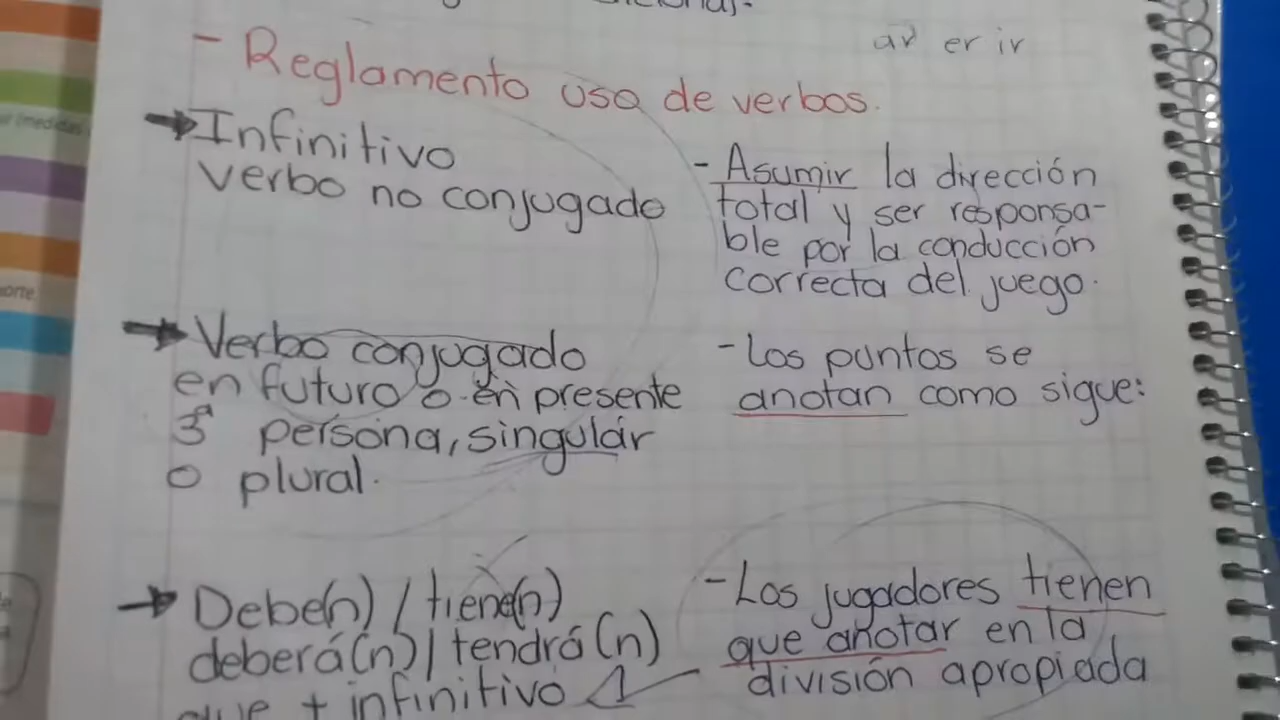 ar er ir
- Reglamento uso de verbos.
→ Infinitivo
verbo no conjugado
- Asumir la dirección
total y ser responsa-
ble por la conducción
correcta del juego.
→ Verbo conjugado
en futuro o en presente
3ª persona, singular
o plural.
- Los puntos se
anotan como sigue:
→ Debe(n) / tiene(n)
deberá(n) / tendrá(n)
que + infinitivo
- Los jugadores tienen
que anotar en la
división apropiada
orte